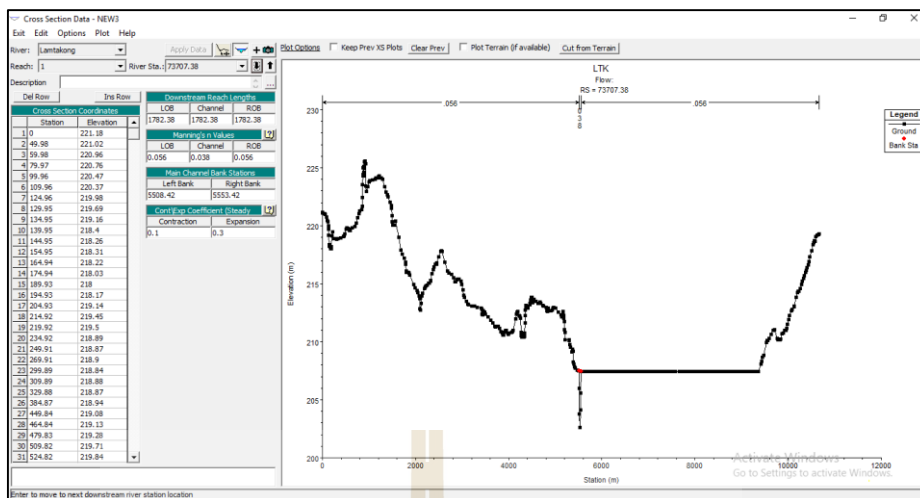 Cross Section Data - NEW3
Exit Edit Options Plot Help
River: Lamtakong Apply Data Plot Options Keep Prev XS Plots Clear Prev Plot Terrain (if available) Cut from Terrain
Reach: 1 River Sta.: 73707.38
Description
Del Row Ins Row
Cross Section Coordinates
Station Elevation
1 0 221.18
2 49.98 221.02
3 59.98 220.96
4 79.97 220.76
5 99.96 220.47
6 109.96 220.37
7 124.96 219.98
8 129.95 219.69
9 134.95 219.16
10 139.95 218.4
11 144.95 218.26
12 154.95 218.31
13 164.94 218.22
14 174.94 218.03
15 189.93 218
16 194.93 218.17
17 204.93 219.14
18 214.92 219.45
19 219.92 219.5
20 234.92 218.89
21 249.91 218.87
22 269.91 218.9
23 299.89 218.84
24 309.89 218.88
25 329.88 218.87
26 384.87 218.94
27 449.84 219.08
28 464.84 219.13
29 479.83 219.28
30 509.82 219.71
31 524.82 219.84
Downstream Reach Lengths
LOB Channel ROB
1782.38 1782.38 1782.38
Manning's n Values
LOB Channel ROB
0.056 0.038 0.056
Main Channel Bank Stations
Left Bank Right Bank
5508.42 5553.42
Cont\Exp Coefficient (Steady
Contraction Expansion
0.1 0.3
LTK
Flow:
RS = 73707.38
.056
.056
Legend
Ground
Bank Sta
230
225
220
215
210
205
200
Elevation (m)
0 2000 4000 6000 8000 10000 12000
Station (m)
Activate Windows
Go to Settings to activate Windows.
Enter to move to next downstream river station location